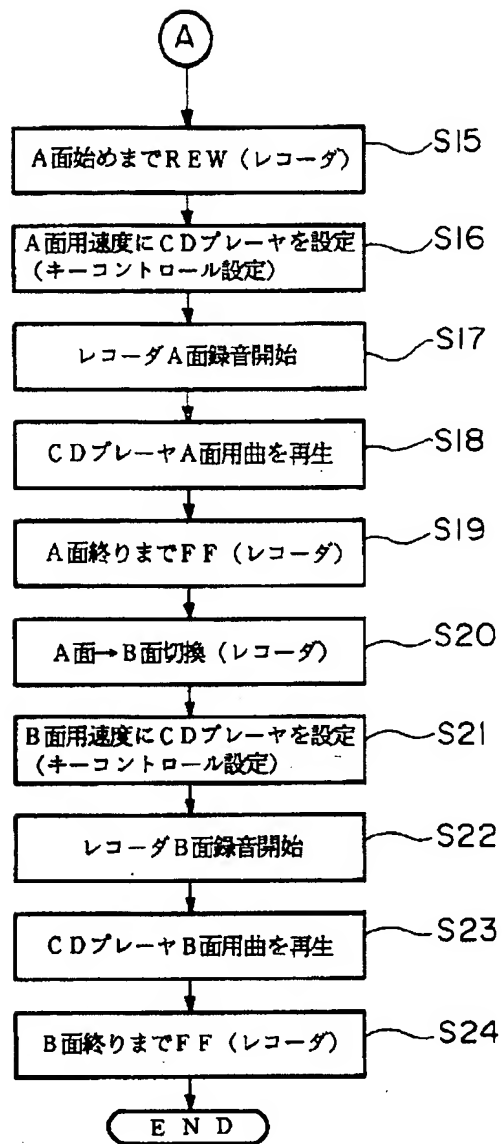 A
A面始めまでREW(レコーダ)
S15
A面用速度にCDプレーヤを設定
(キーコントロール設定)
S16
レコーダA面録音開始
S17
CDプレーヤA面用曲を再生
S18
A面終りまでFF(レコーダ)
S19
A面→B面切換(レコーダ)
S20
B面用速度にCDプレーヤを設定
(キーコントロール設定)
S21
レコーダB面録音開始
S22
CDプレーヤB面用曲を再生
S23
B面終りまでFF(レコーダ)
S24
END